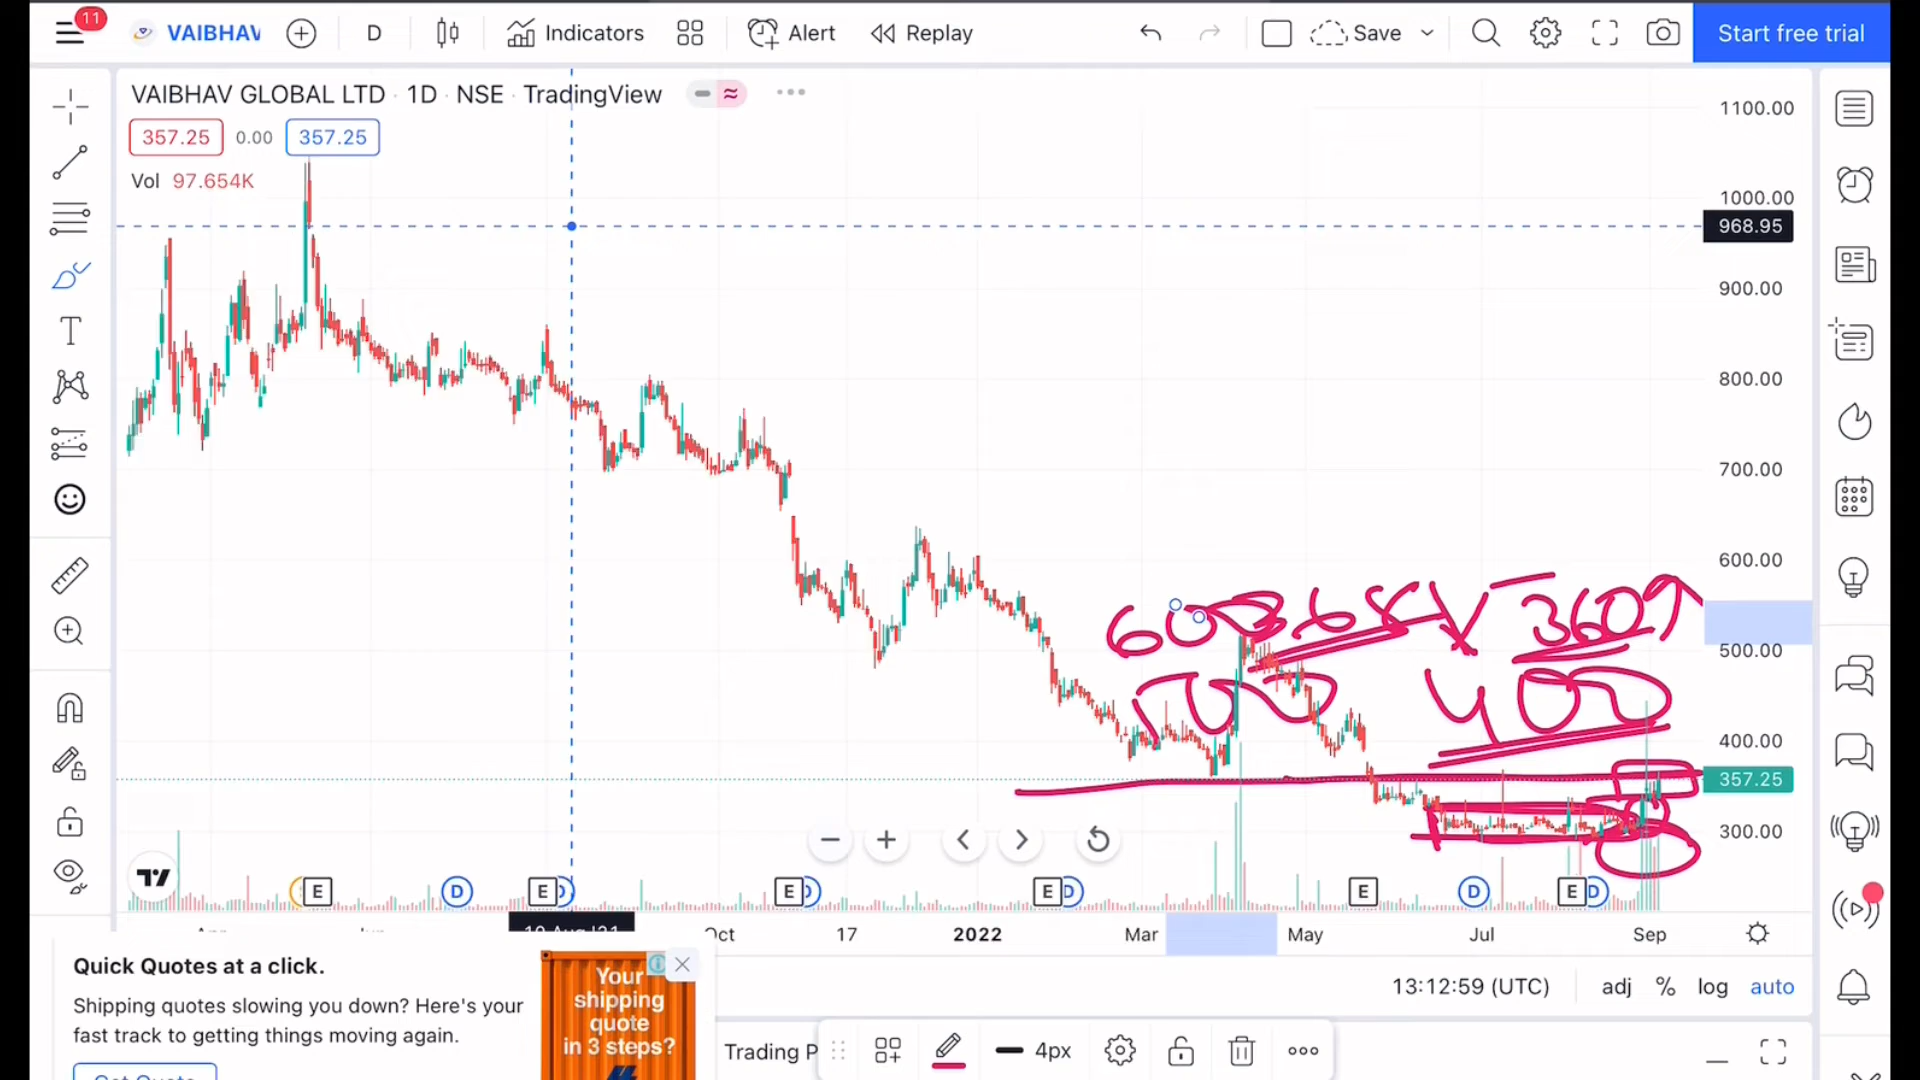 11
VAIBHAV
D
Indicators
Alert
Replay
Save
Start free trial
VAIBHAV GLOBAL LTD · 1D · NSE · TradingView
357.25 0.00 357.25
Vol 97.654K
1100.00
1000.00
968.95
900.00
800.00
700.00
600.00
500.00
400.00
357.25
300.00
600 365 360
100 400
E D E D E D E D E D E D
Oct 17 2022 Mar May Jul Sep
13:12:59 (UTC) adj % log auto
Quick Quotes at a click.
Shipping quotes slowing you down? Here's your
fast track to getting things moving again.
Your
shipping
quote
in 3 steps?
Trading P
4px